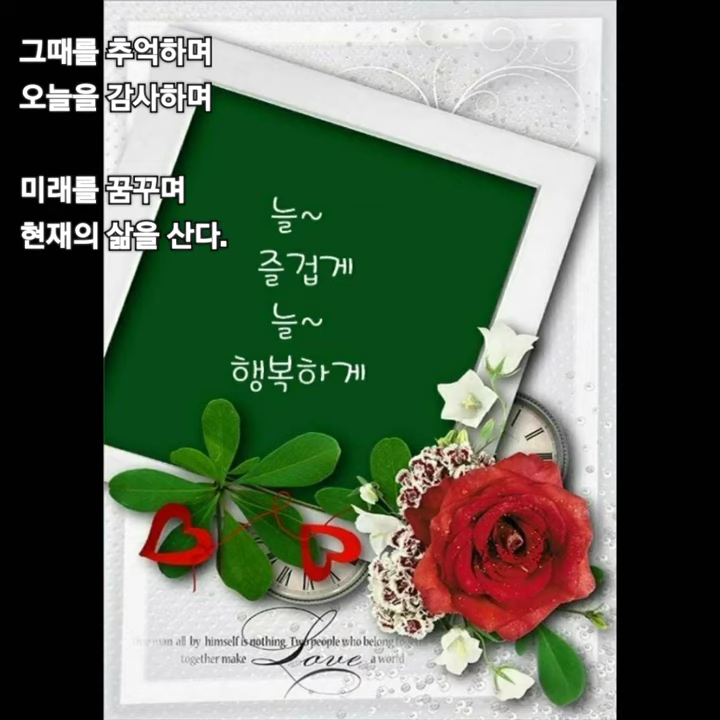 그때를 추억하며
오늘을 감사하며
미래를 꿈꾸며
현재의 삶을 산다.
늘~
즐겁게
늘~
행복하게
man all by himself is nothing. Two people who belong together
together make Love a world